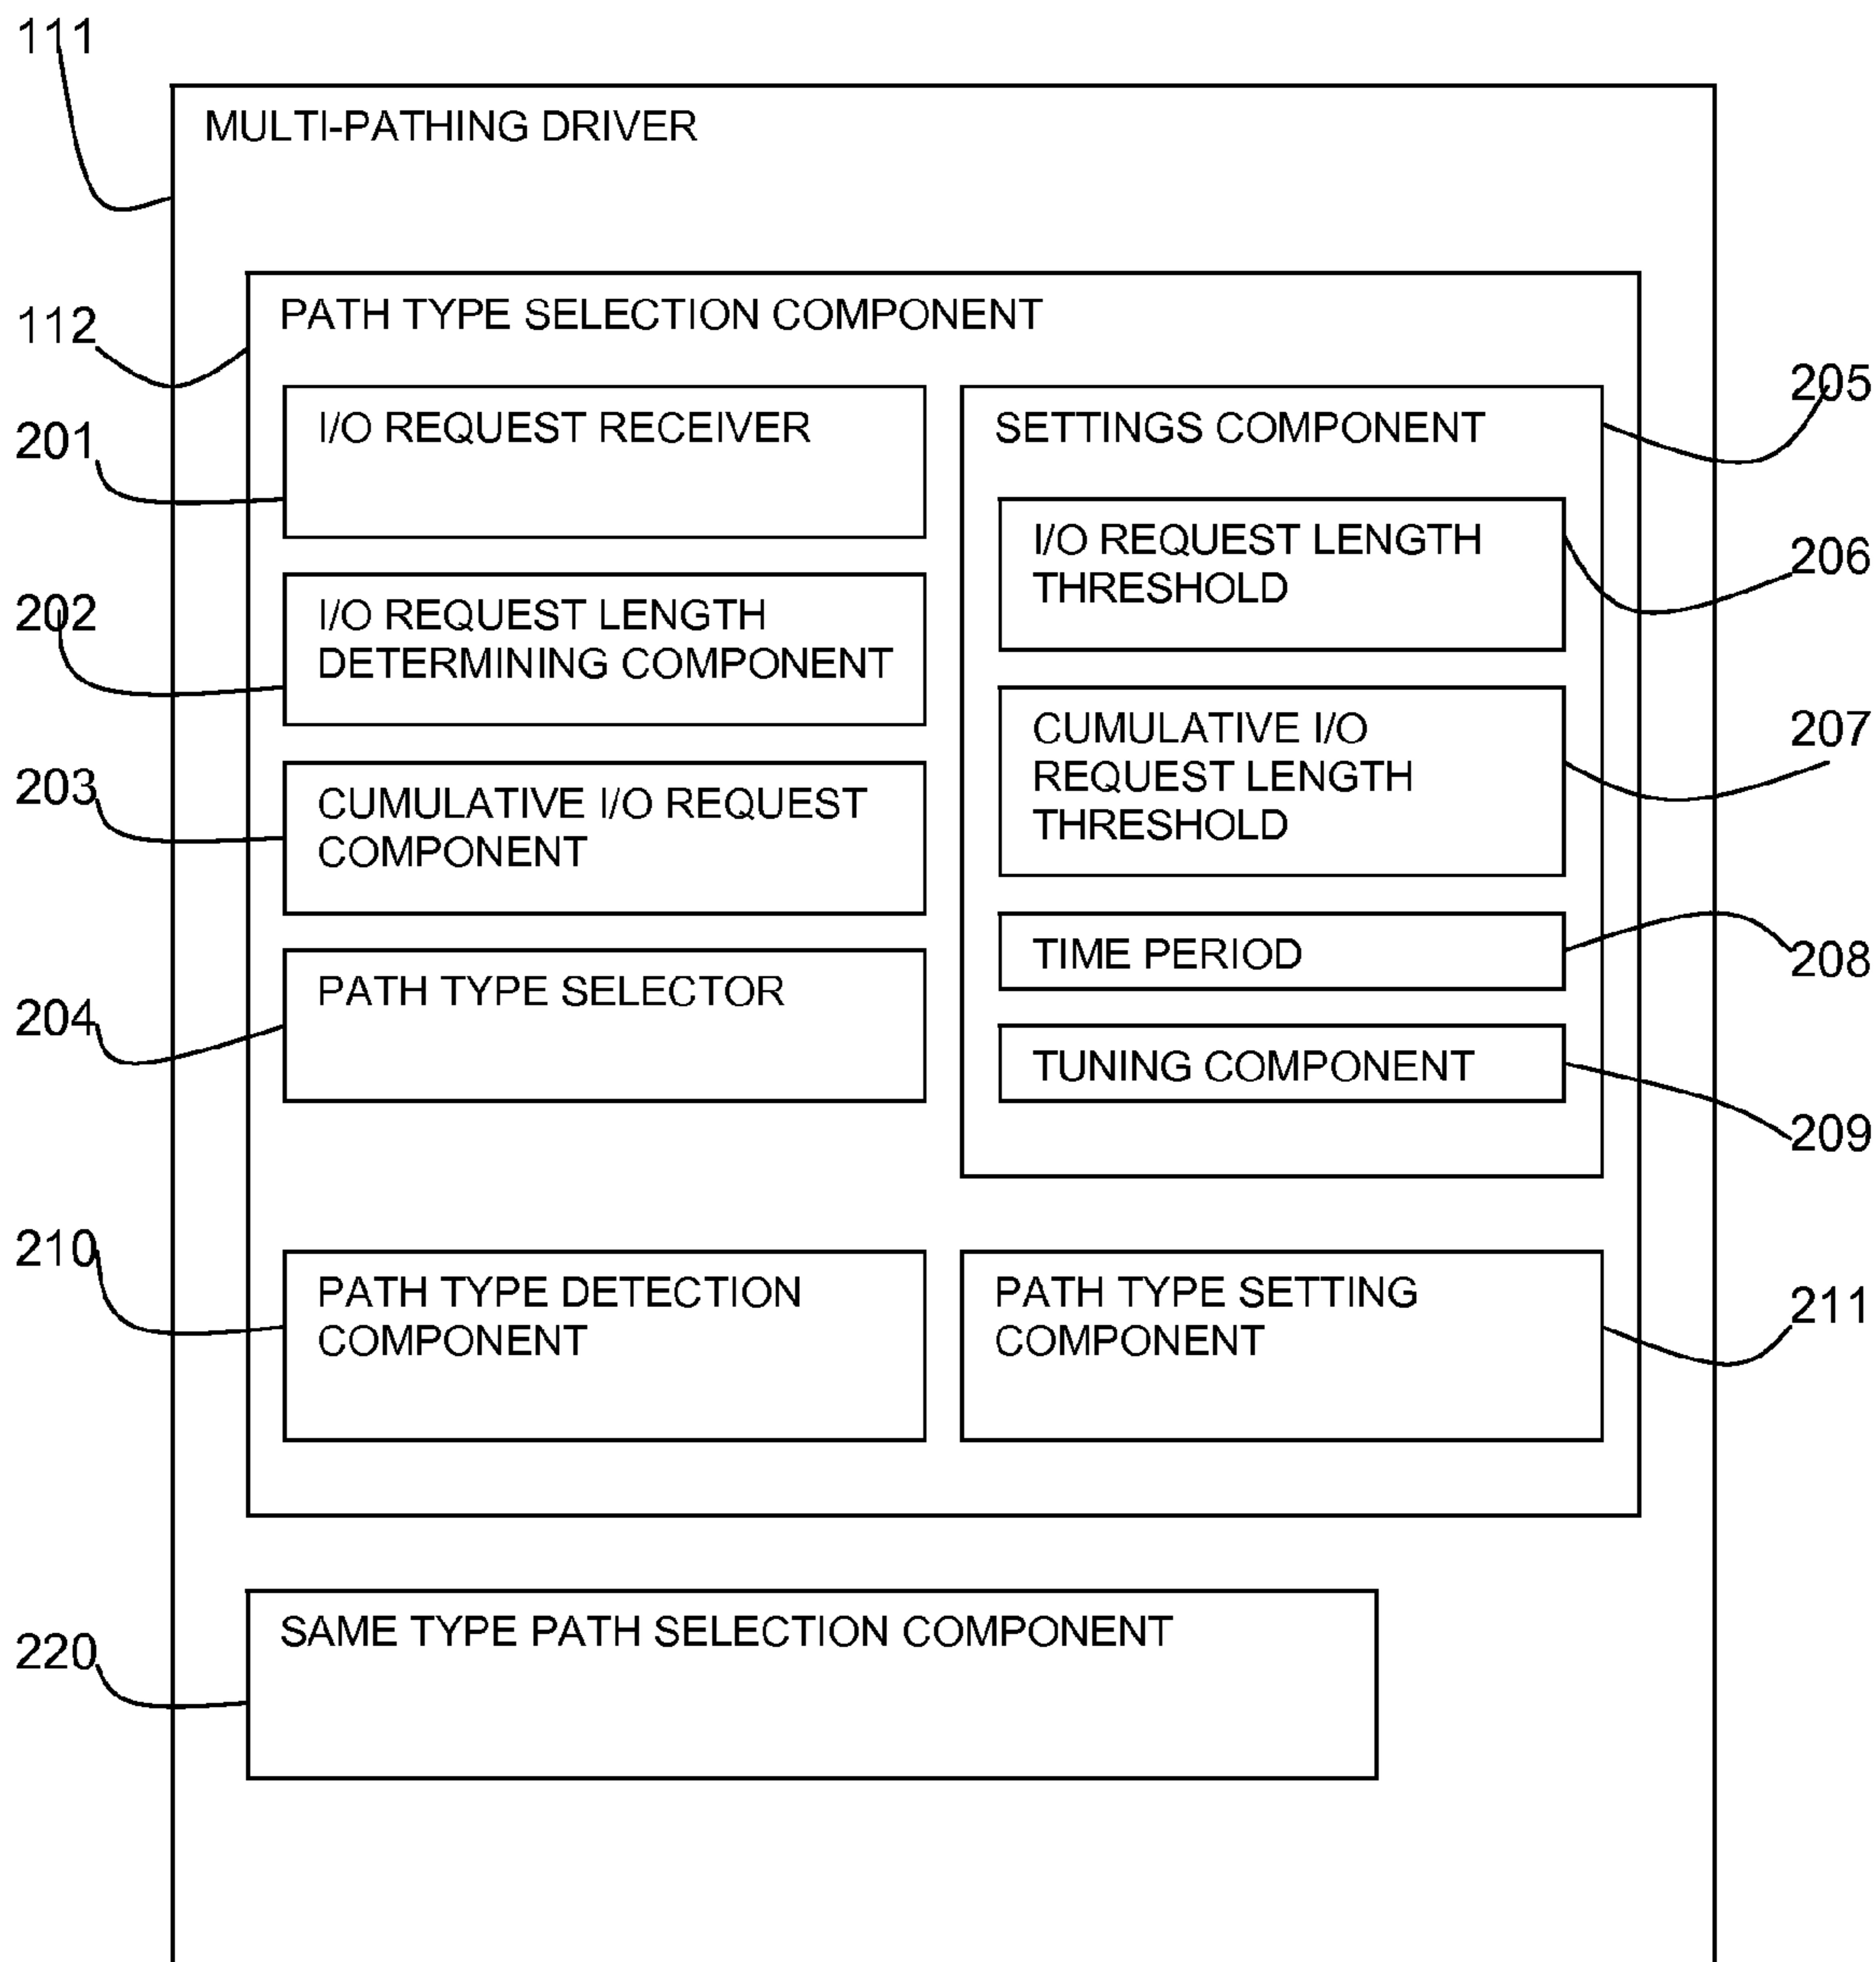 111
MULTI-PATHING DRIVER
112
PATH TYPE SELECTION COMPONENT
201
I/O REQUEST RECEIVER
202
I/O REQUEST LENGTH
DETERMINING COMPONENT
203
CUMULATIVE I/O REQUEST
COMPONENT
204
PATH TYPE SELECTOR
205
SETTINGS COMPONENT
206
I/O REQUEST LENGTH
THRESHOLD
207
CUMULATIVE I/O
REQUEST LENGTH
THRESHOLD
208
TIME PERIOD
209
TUNING COMPONENT
210
PATH TYPE DETECTION
COMPONENT
211
PATH TYPE SETTING
COMPONENT
220
SAME TYPE PATH SELECTION COMPONENT